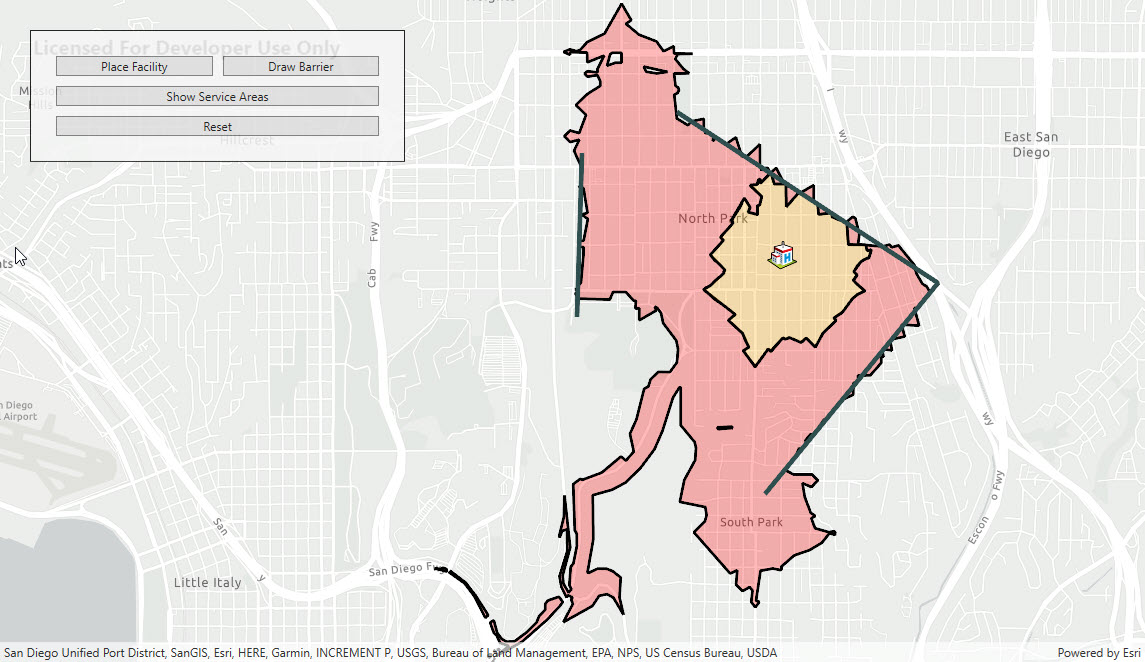 Heights
Licensed For Developer Use Only
Place Facility
Draw Barrier
Show Service Areas
Reset
Mission
Hills
Hillcrest
wy
East San
Diego
North Park
H
Fwy
Cab
San Diego
Airport
wy
o Fwy
Escon
San
y
South Park
San Diego Fwy
Little Italy
San Diego Unified Port District, SanGIS, Esri, HERE, Garmin, INCREMENT P, USGS, Bureau of Land Management, EPA, NPS, US Census Bureau, USDA
Powered by Esri